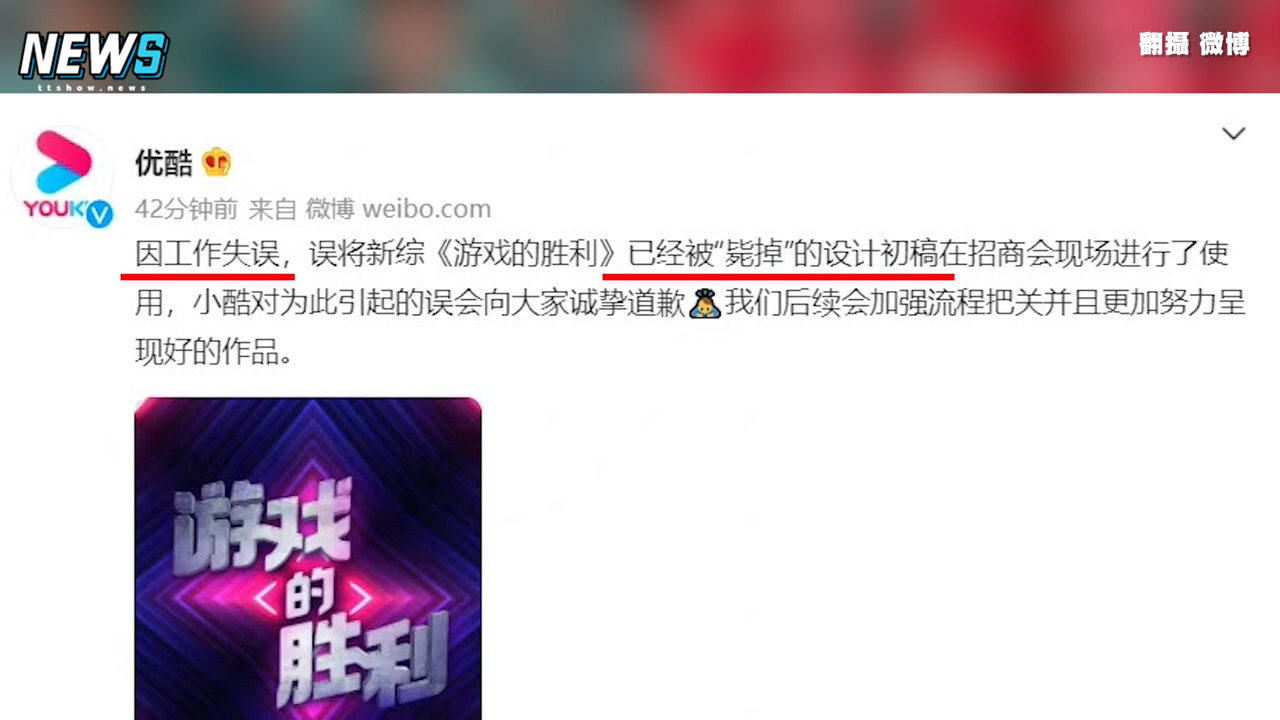 NEWS
ttshow.news
翻攝 微博
优酷
YOUK
V
42分钟前 来自 微博 weibo.com
因工作失误，误将新综《游戏的胜利》已经被“毙掉”的设计初稿在招商会现场进行了使
用，小酷对为此引起的误会向大家诚挚道歉我们后续会加强流程把关并且更加努力呈
现好的作品。
游戏
<的>
胜利